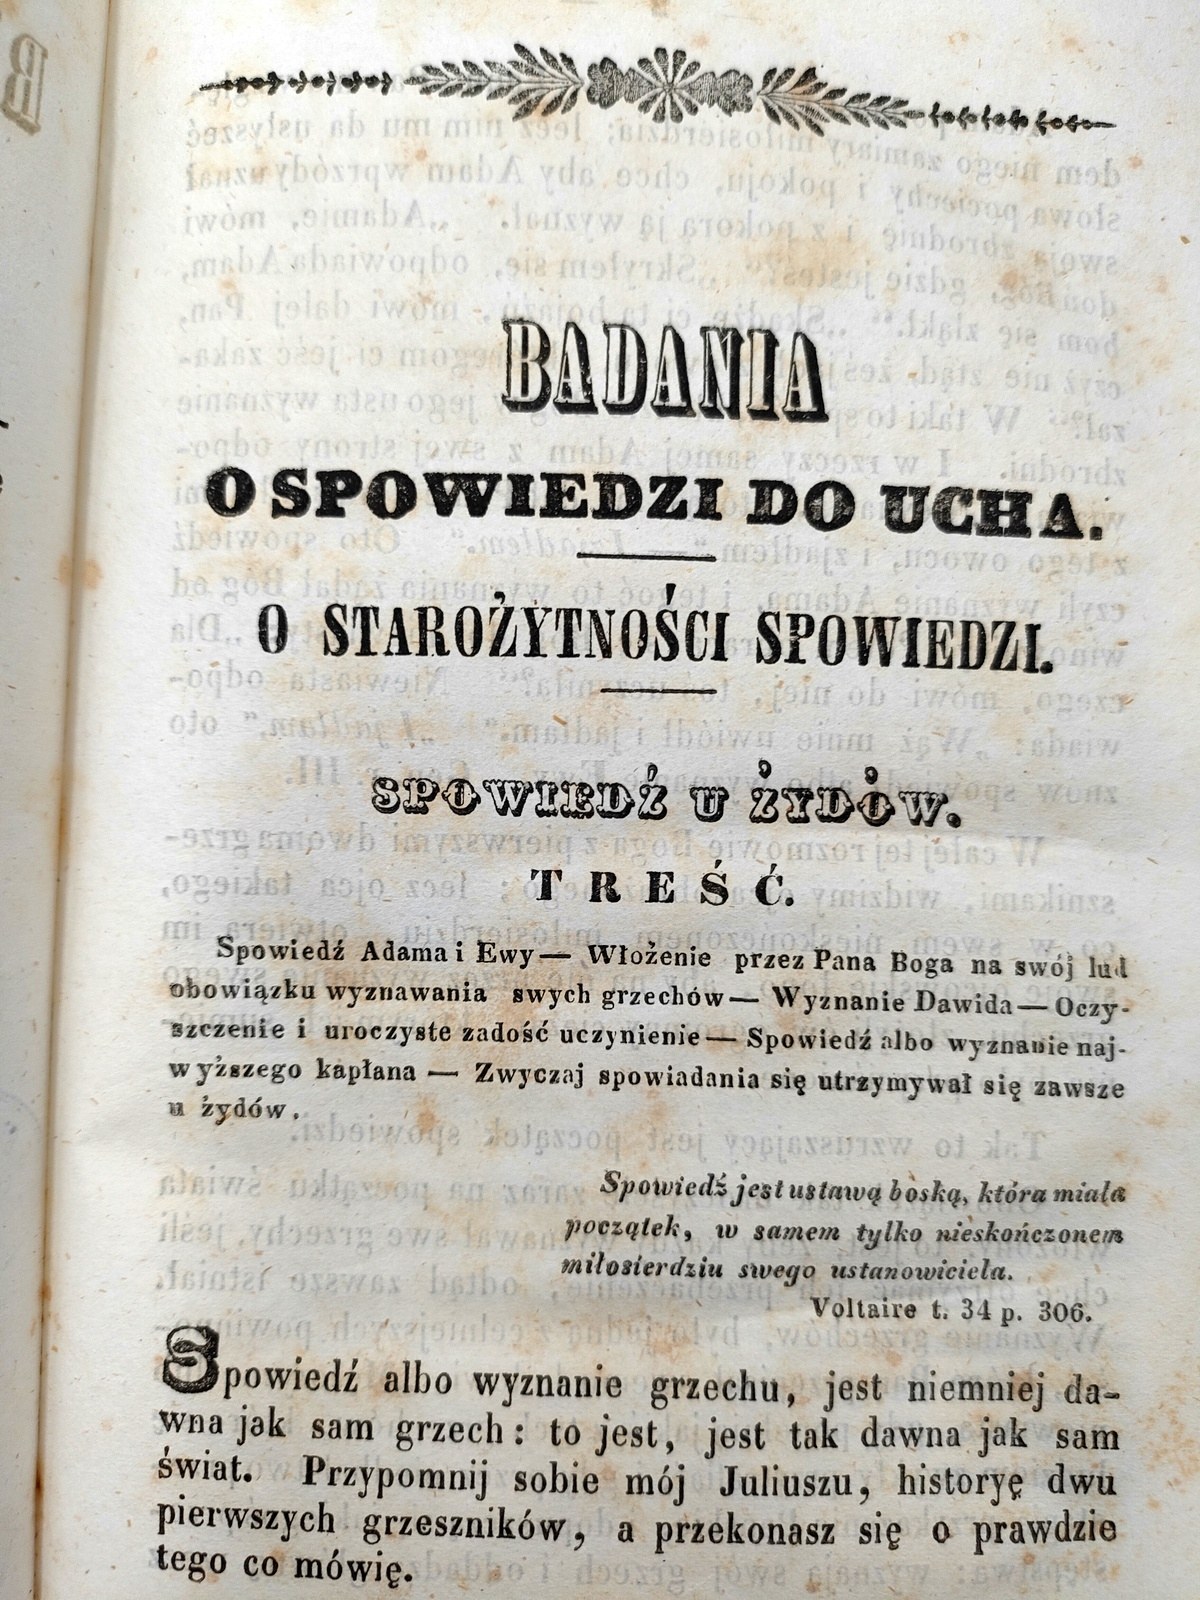 BADANIA
O SPOWIEDZI DO UCHA.
O STAROŻYTNOŚCI SPOWIEDZI.
SPOWIEDŹ U ŻYDÓW.
TREŚĆ.
Spowiedź Adama i Ewy— Włożenie przez Pana Boga na swój lud
obowiązku wyznawania swych grzechów— Wyznanie Dawida— Oczy-
szczenie i uroczyste zadość uczynienie— Spowiedź albo wyznanie naj-
wyższego kapłana — Zwyczaj spowiadania się utrzymywał się zawsze
u żydów.
Spowiedź jest ustawą boską, która miała
początek, w samem tylko nieskończonem
miłosierdziu swego ustanowiciela.
Voltaire t. 34 p. 306.
Spowiedź albo wyznanie grzechu, jest niemniej da-
wna jak sam grzech: to jest, jest tak dawna jak sam
świat. Przypomnij sobie mój Juliuszu, historyę dwu
pierwszych grzeszników, a przekonasz się o prawdzie
tego co mówię.